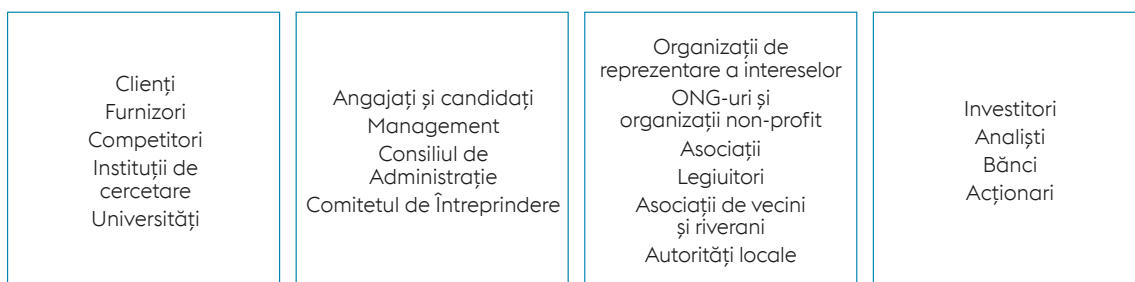 Clienți
Furnizori
Competitori
Instituții de
cercetare
Universități
Angajați și candidați
Management
Consiliul de
Administrație
Comitetul de Întreprindere
Organizații de
reprezentare a intereselor
ONG-uri și
organizații non-profit
Asociații
Legiuitori
Asociații de vecini
și riverani
Autorități locale
Investitori
Analiști
Bănci
Acționari